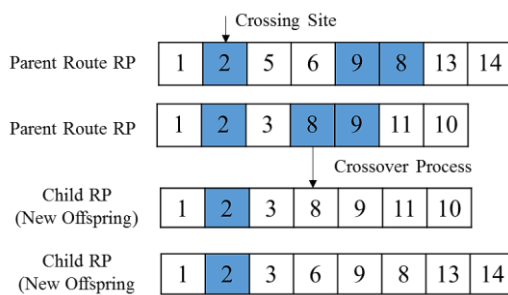 Crossing Site
Parent Route RP 1 2 5 6 9 8 13 14
Parent Route RP 1 2 3 8 9 11 10
Crossover Process
Child RP
(New Offspring) 1 2 3 8 9 11 10
Child RP
(New Offspring 1 2 3 6 9 8 13 14